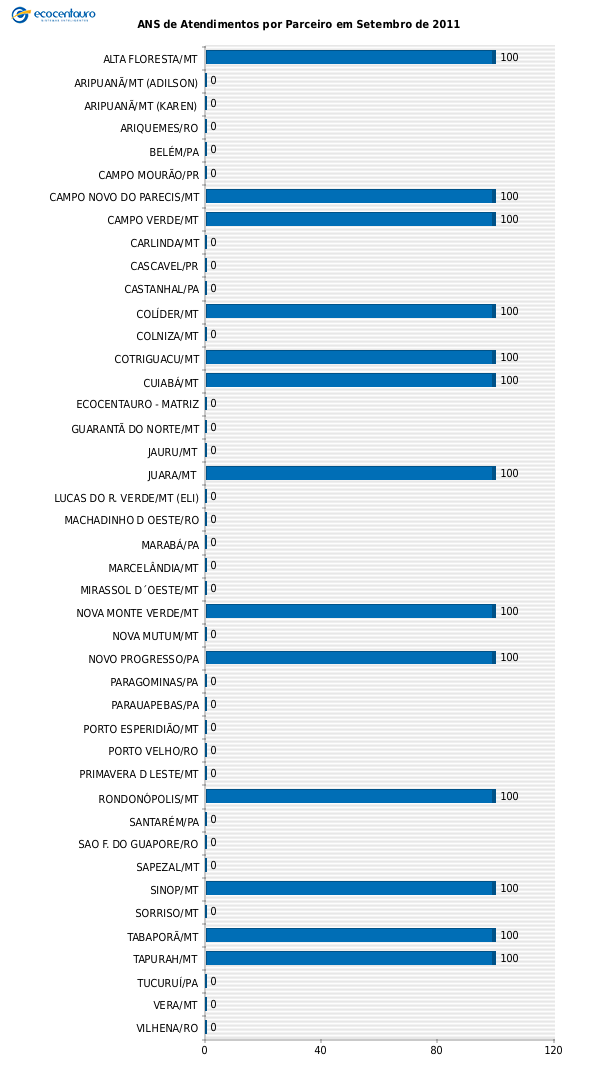 ecocentauro
ANS de Atendimentos por Parceiro em Setembro de 2011
ALTA FLORESTA/MT 100
ARIPUANÃ/MT (ADILSON) 0
ARIPUANÃ/MT (KAREN) 0
ARIQUEMES/RO 0
BELÉM/PA 0
CAMPO MOURÃO/PR 0
CAMPO NOVO DO PARECIS/MT 100
CAMPO VERDE/MT 100
CARLINDA/MT 0
CASCAVEL/PR 0
CASTANHAL/PA 0
COLÍDER/MT 100
COLNIZA/MT 0
COTRIGUACU/MT 100
CUIABÁ/MT 100
ECOCENTAURO - MATRIZ 0
GUARANTÃ DO NORTE/MT 0
JAURU/MT 0
JUARA/MT 100
LUCAS DO R. VERDE/MT (ELI) 0
MACHADINHO D OESTE/RO 0
MARABÁ/PA 0
MARCELÂNDIA/MT 0
MIRASSOL D´OESTE/MT 0
NOVA MONTE VERDE/MT 100
NOVA MUTUM/MT 0
NOVO PROGRESSO/PA 100
PARAGOMINAS/PA 0
PARAUAPEBAS/PA 0
PORTO ESPERIDIÃO/MT 0
PORTO VELHO/RO 0
PRIMAVERA D LESTE/MT 0
RONDONÓPOLIS/MT 100
SANTARÉM/PA 0
SAO F. DO GUAPORE/RO 0
SAPEZAL/MT 0
SINOP/MT 100
SORRISO/MT 0
TABAPORÃ/MT 100
TAPURAH/MT 100
TUCURUÍ/PA 0
VERA/MT 0
VILHENA/RO 0
0 40 80 120